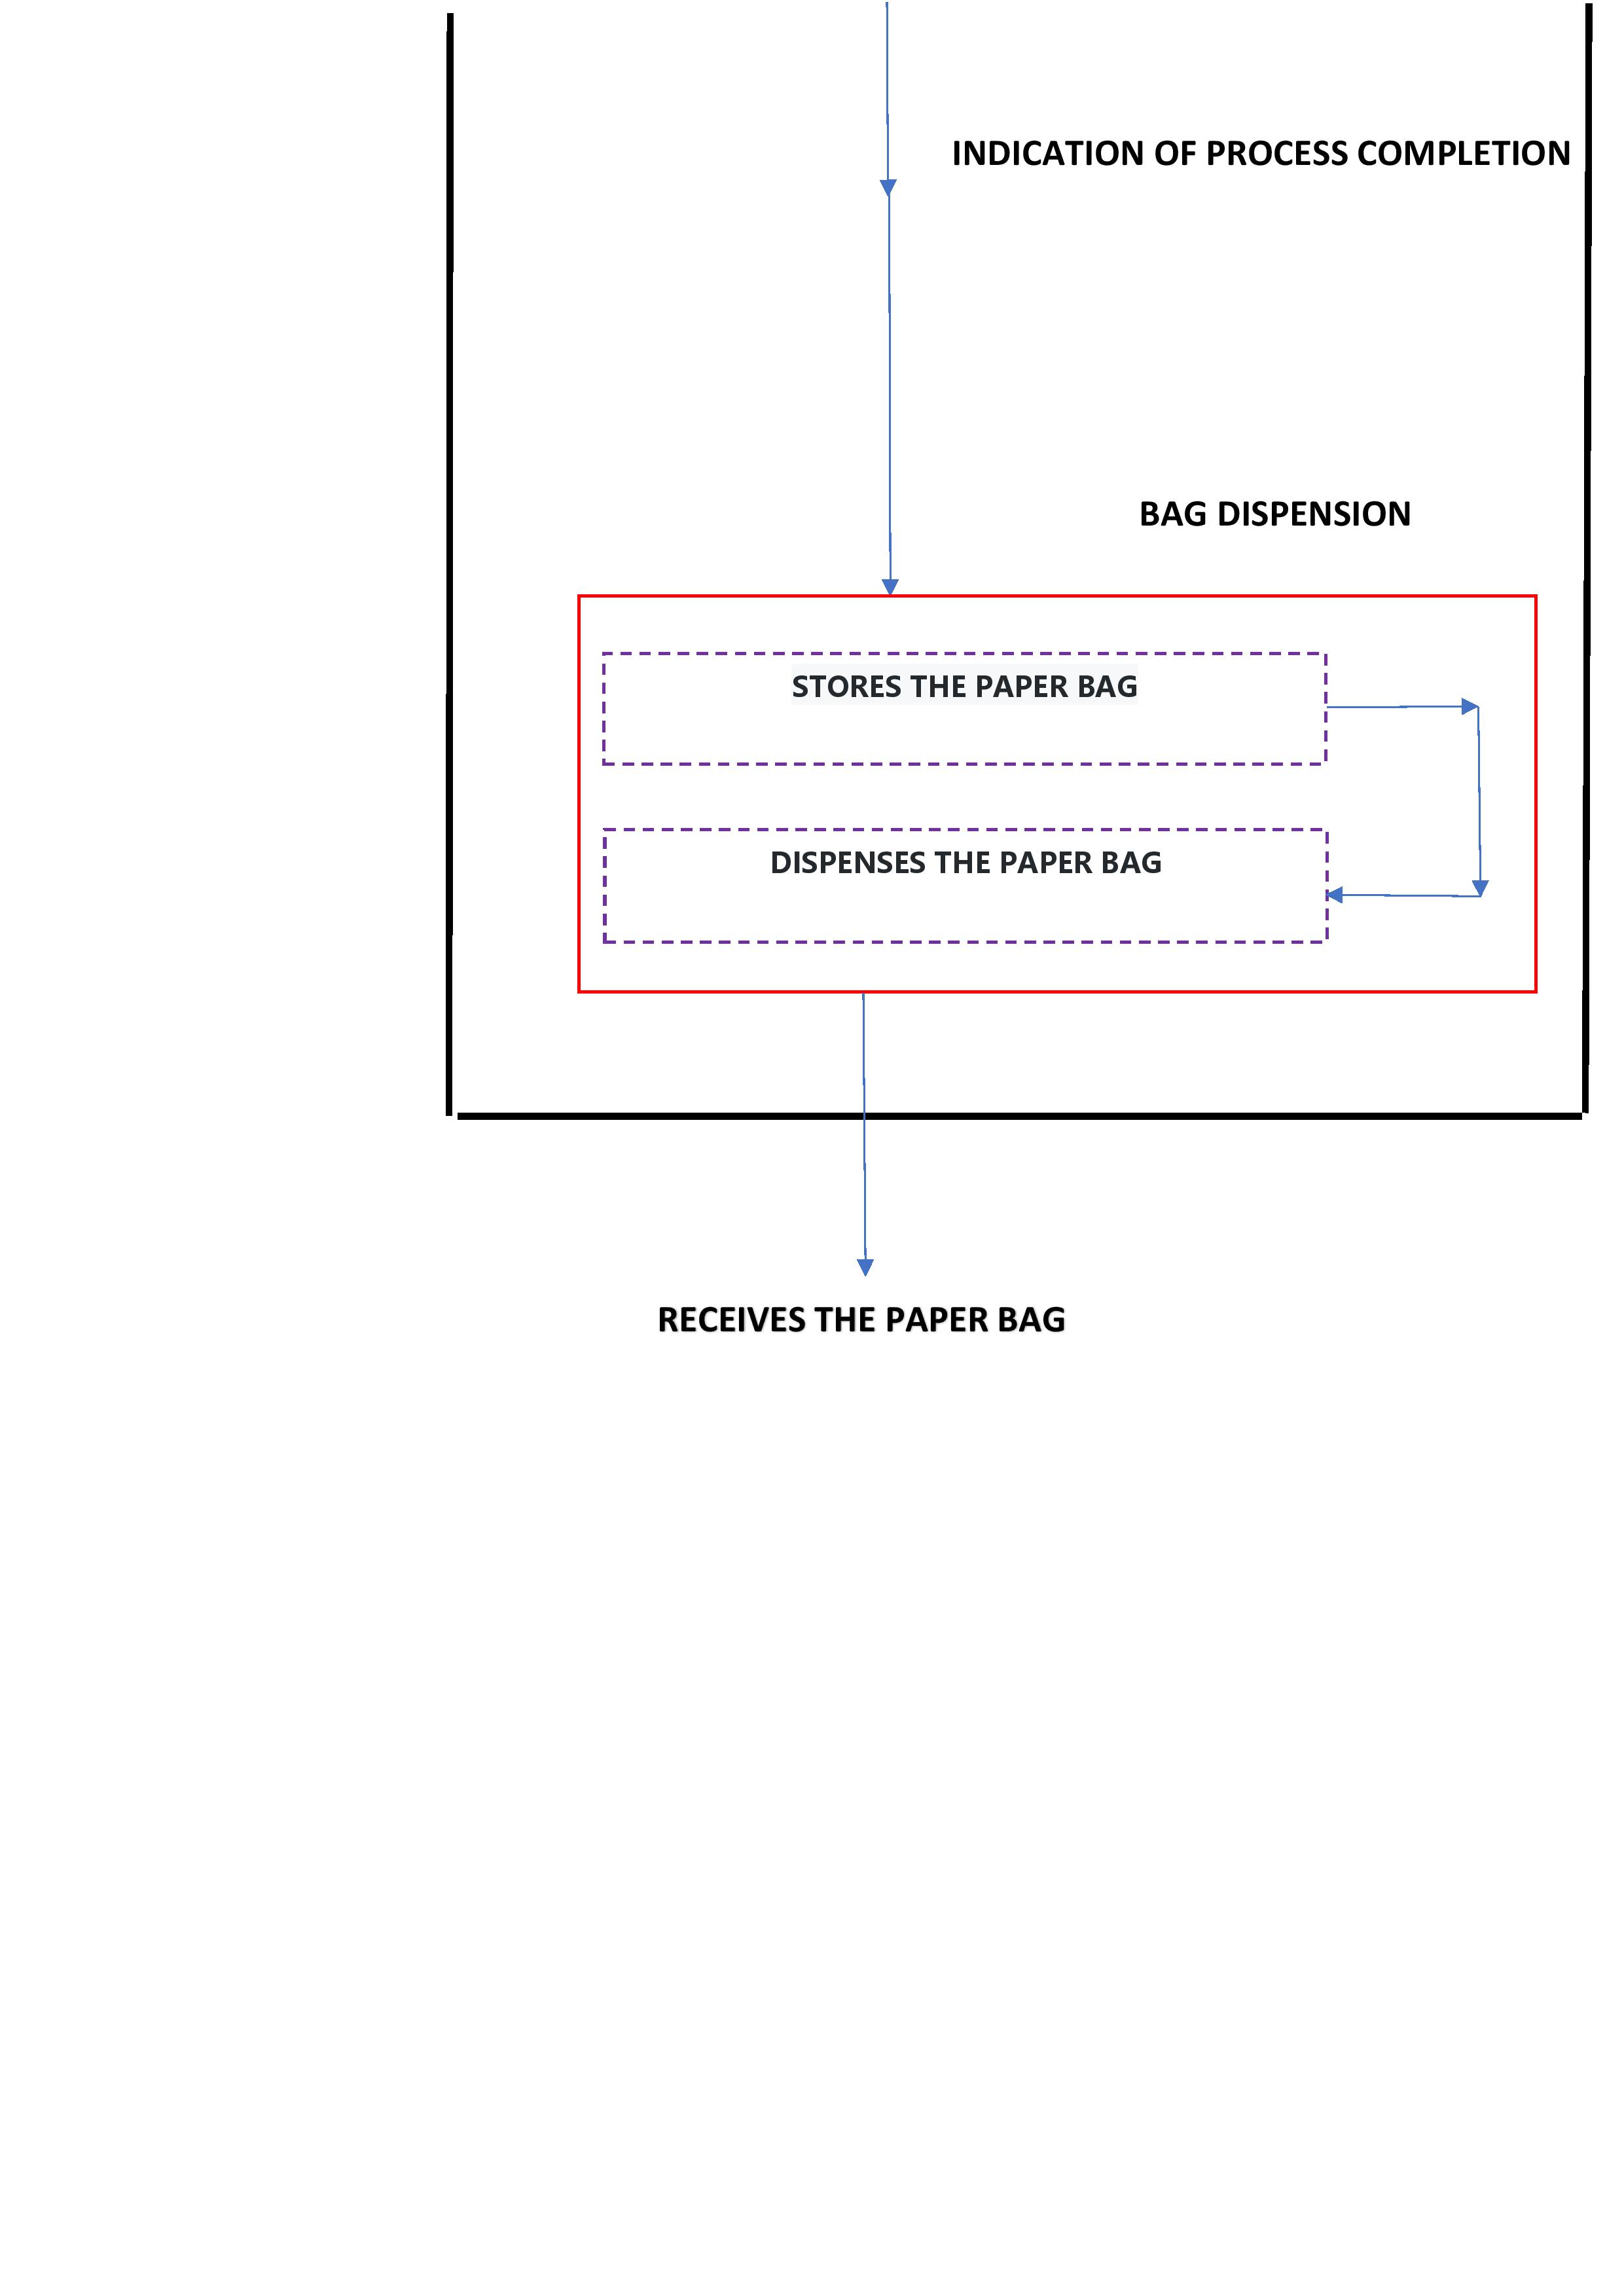 INDICATION OF PROCESS COMPLETION
BAG DISPENSION
STORES THE PAPER BAG
DISPENSES THE PAPER BAG
RECEIVES THE PAPER BAG